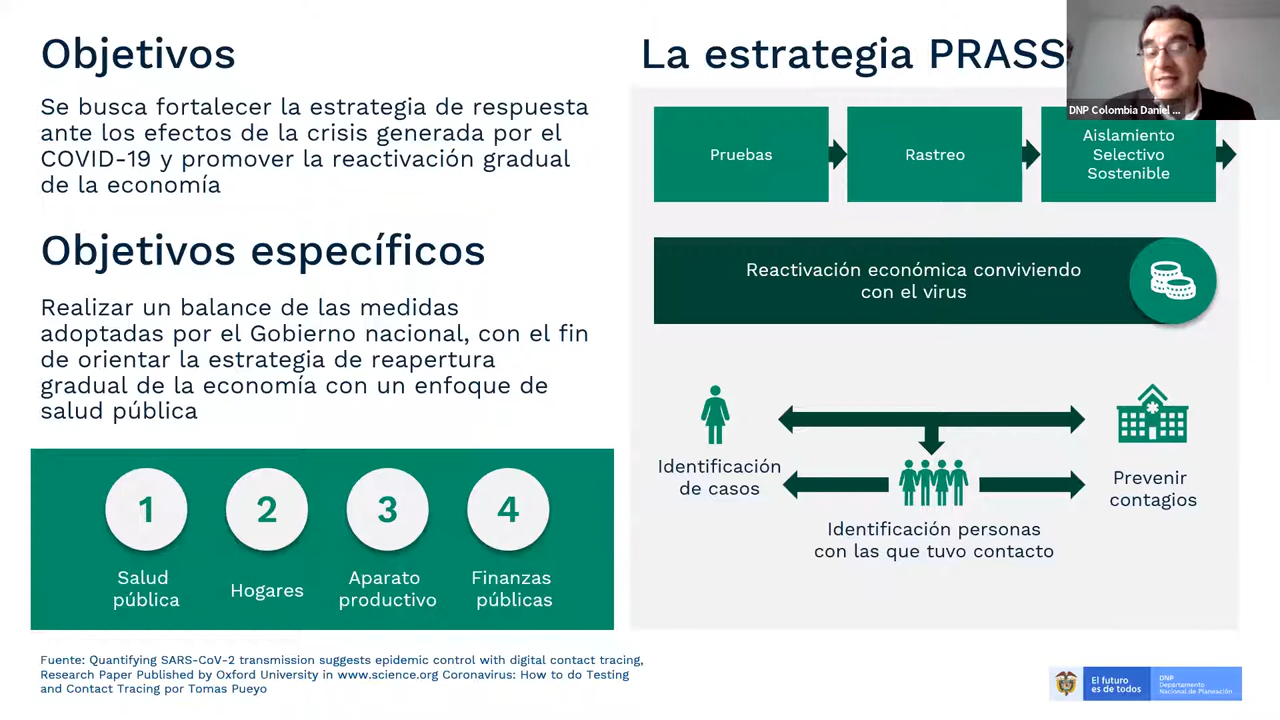 Objetivos
Se busca fortalecer la estrategia de respuesta
ante los efectos de la crisis generada por el
COVID-19 y promover la reactivación gradual
de la economía
Objetivos específicos
Realizar un balance de las medidas
adoptadas por el Gobierno nacional, con el fin
de orientar la estrategia de reapertura
gradual de la economía con un enfoque de
salud pública
1
Salud
pública
2
Hogares
3
Aparato
productivo
4
Finanzas
públicas
Fuente: Quantifying SARS-CoV-2 transmission suggests epidemic control with digital contact tracing,
Research Paper Published by Oxford University in www.science.org Coronavirus: How to do Testing
and Contact Tracing por Tomas Pueyo
La estrategia PRASS
DNP Colombia Daniel ...
Pruebas
Rastreo
Aislamiento
Selectivo
Sostenible
Reactivación económica conviviendo
con el virus
Identificación
de casos
Identificación personas
con las que tuvo contacto
Prevenir
contagios
El futuro
es de todos
DNP
Departamento
Nacional de Planeación